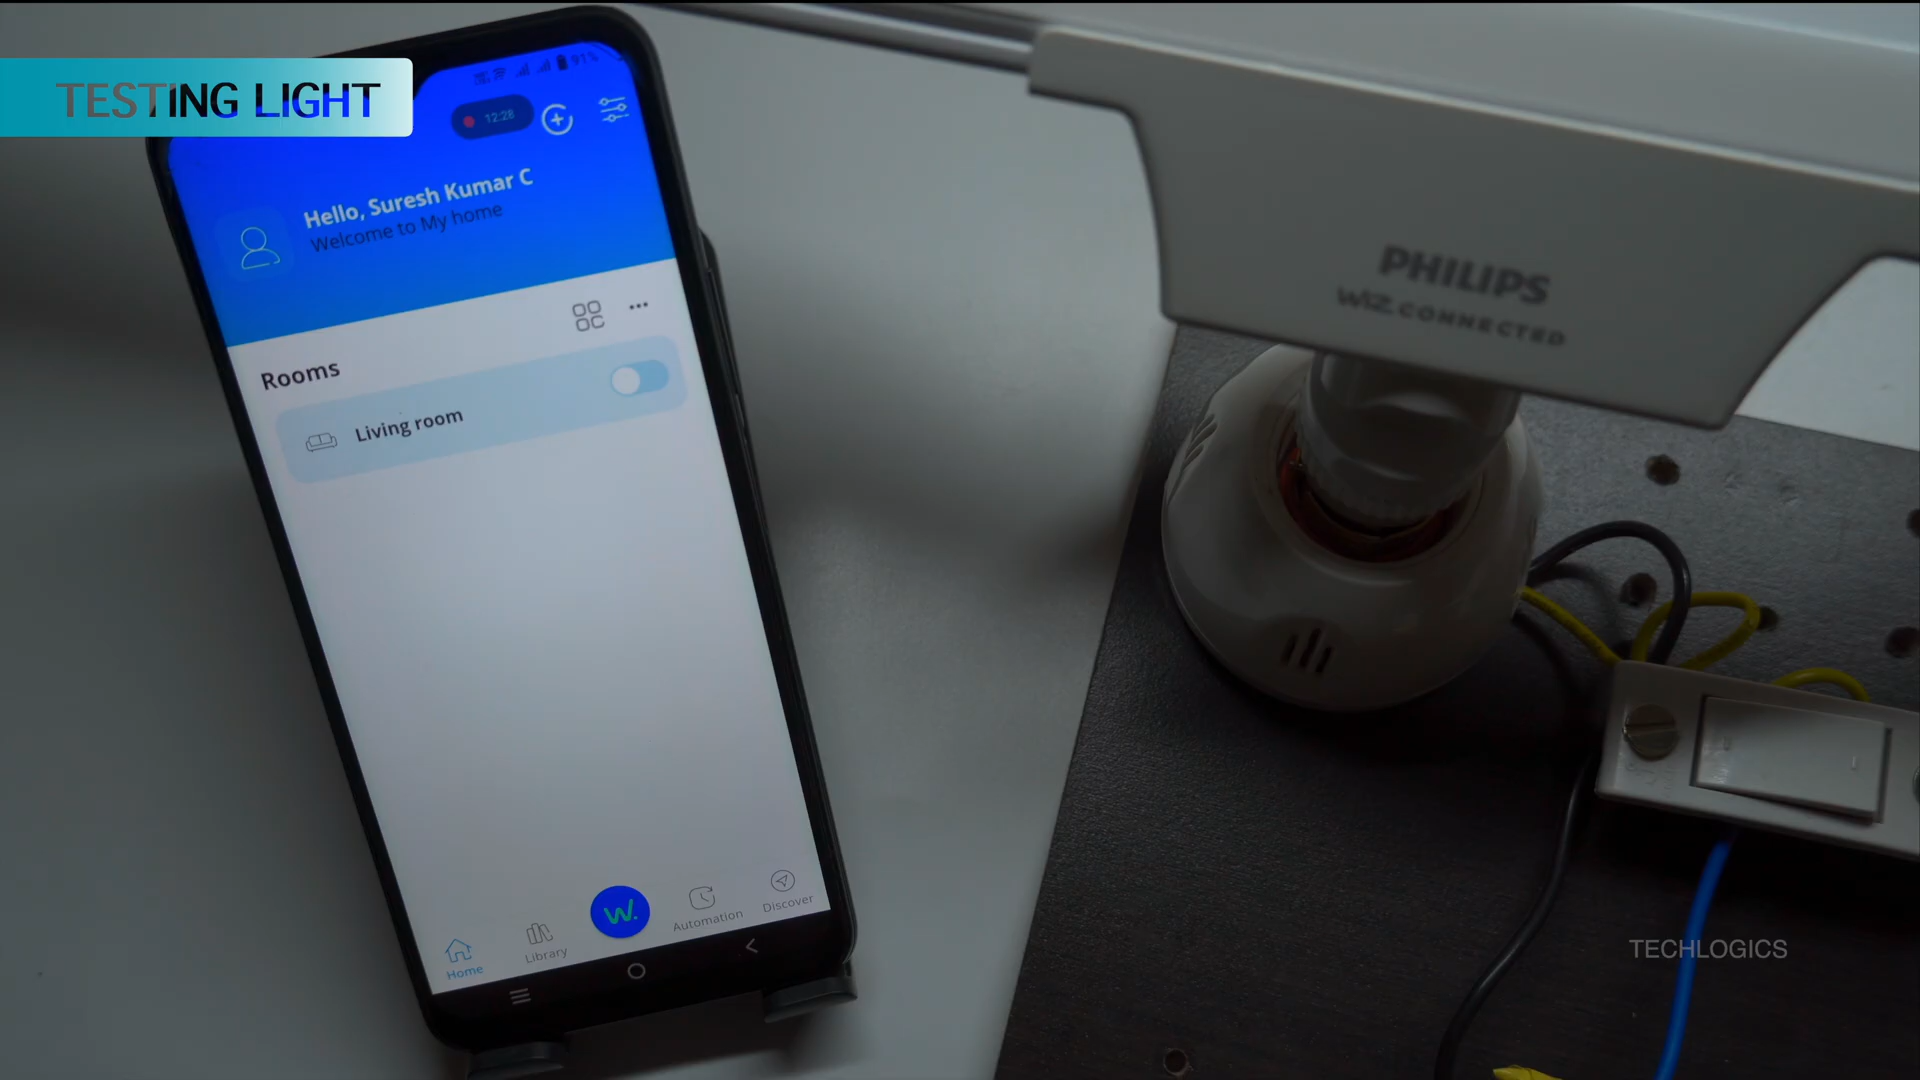 TESTING LIGHT
91%
12:28
Hello, Suresh Kumar C
Welcome to My home
Rooms
Living room
Home
Library
W.
Automation
Discover
PHILIPS
WiZ CONNECTED
TECHLOGICS